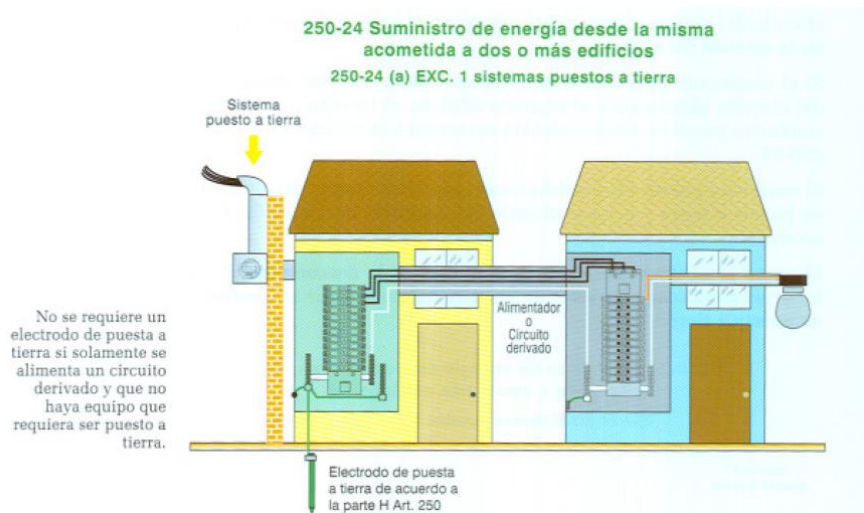 250-24 Suministro de energía desde la misma
acometida a dos o más edificios
250-24 (a) EXC. 1 sistemas puestos a tierra
Sistema
puesto a tierra
No se requiere un
electrodo de puesta a
tierra si solamente se
alimenta un circuito
derivado y que no
haya equipo que
requiera ser puesto a
tierra.
Alimentador
o
Circuito
derivado
Electrodo de puesta
a tierra de acuerdo a
la parte H Art. 250